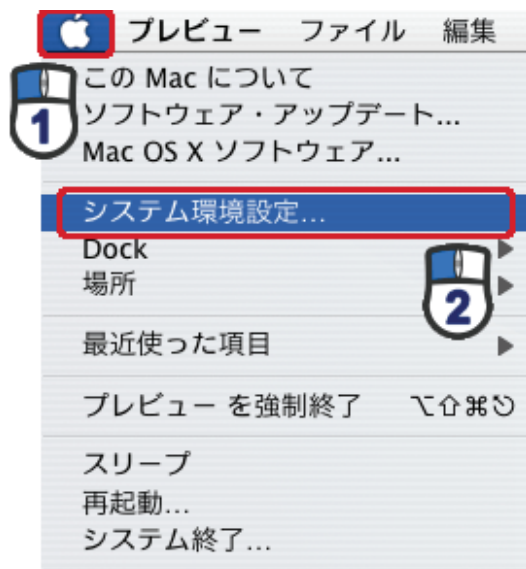 プレビュー ファイル 編集
この Mac について
1
ソフトウェア・アップデート...
Mac OS X ソフトウェア...
システム環境設定...
Dock
場所
2
最近使った項目
プレビュー を強制終了 ⌥⇧⌘⎋
スリープ
再起動...
システム終了...